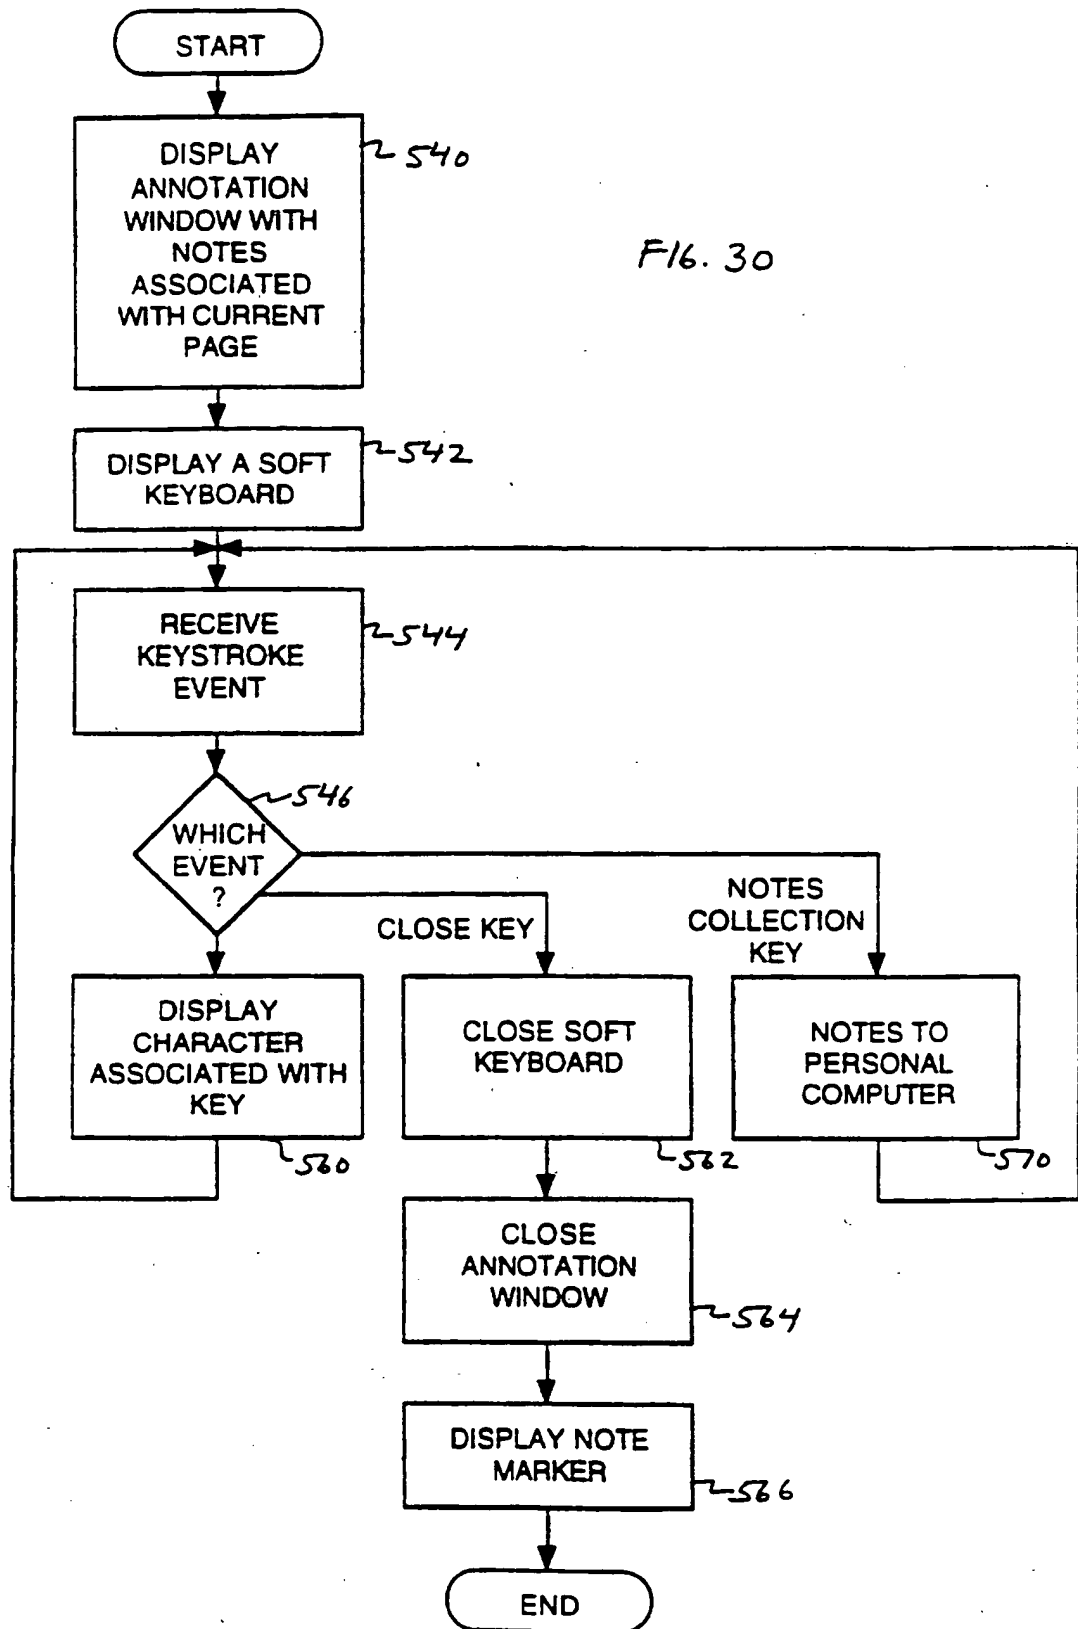 START
DISPLAY
ANNOTATION
WINDOW WITH
NOTES
ASSOCIATED
WITH CURRENT
PAGE
540
FIG. 30
DISPLAY A SOFT
KEYBOARD
542
RECEIVE
KEYSTROKE
EVENT
544
WHICH
EVENT
?
546
CLOSE KEY
NOTES
COLLECTION
KEY
DISPLAY
CHARACTER
ASSOCIATED WITH
KEY
560
CLOSE SOFT
KEYBOARD
562
NOTES TO
PERSONAL
COMPUTER
570
CLOSE
ANNOTATION
WINDOW
564
DISPLAY NOTE
MARKER
566
END